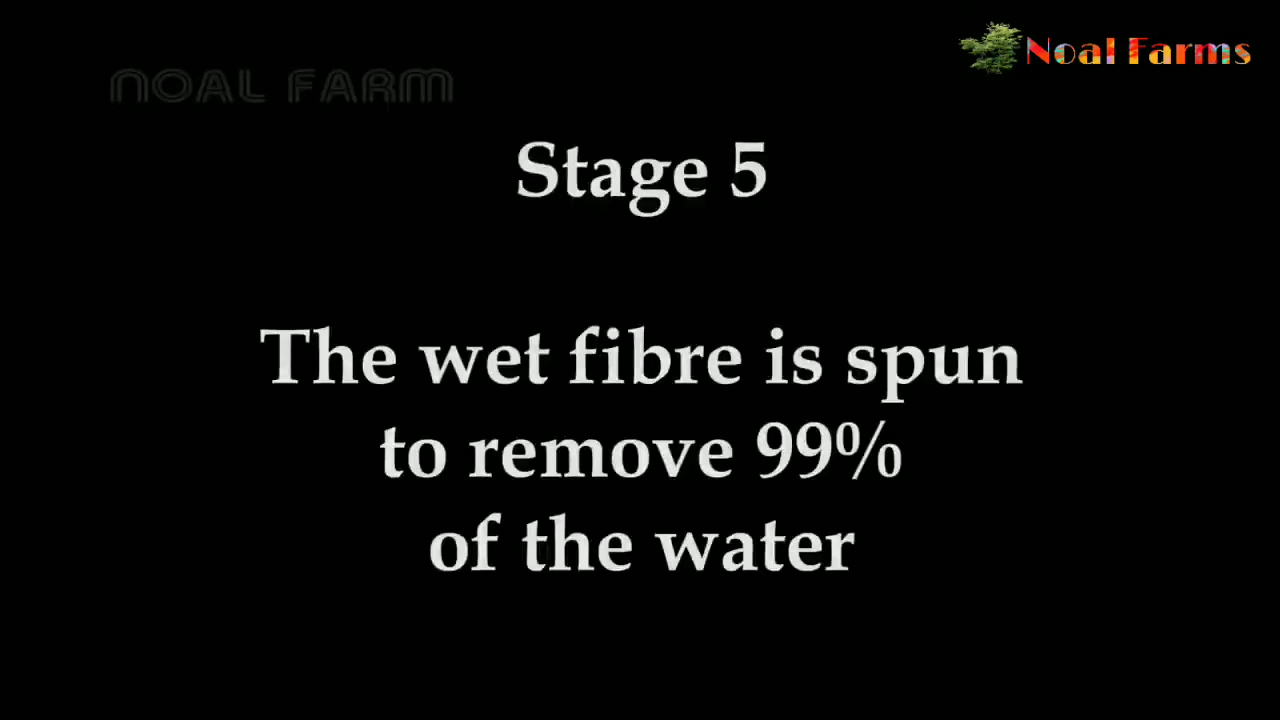 Noal Farms
NOAL FARM
Stage 5
The wet fibre is spun
to remove 99%
of the water